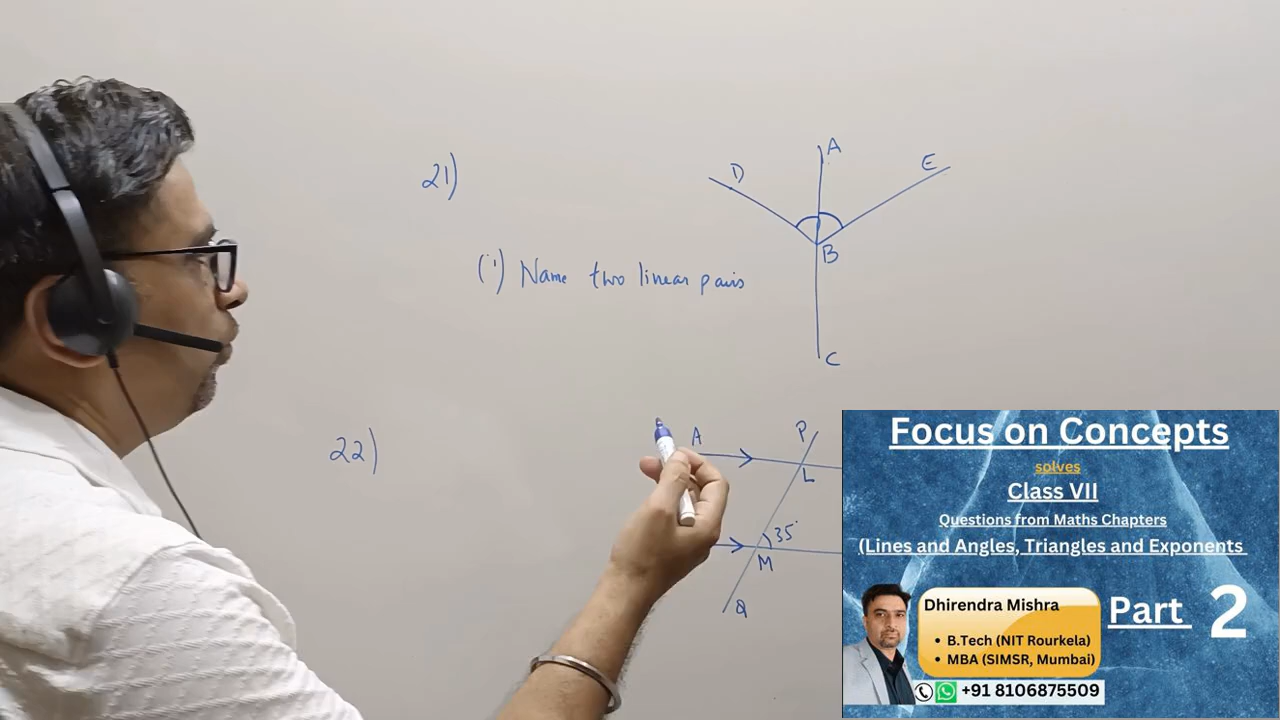 21)
A
D
E
B
(i) Name two linear pairs
C
22)
A
P
L
35°
M
Q
Focus on Concepts
solves
Class VII
Questions from Maths Chapters
(Lines and Angles, Triangles and Exponents
Dhirendra Mishra
Part 2
• B.Tech (NIT Rourkela)
• MBA (SIMSR, Mumbai)
+91 8106875509